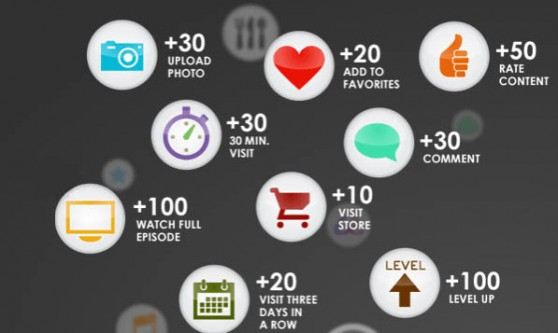 +30
UPLOAD
PHOTO
+20
ADD TO
FAVORITES
+50
RATE
CONTENT
+30
30 MIN.
VISIT
+30
COMMENT
+100
WATCH FULL
EPISODE
+10
VISIT
STORE
+20
VISIT THREE
DAYS IN
A ROW
LEVEL
+100
LEVEL UP